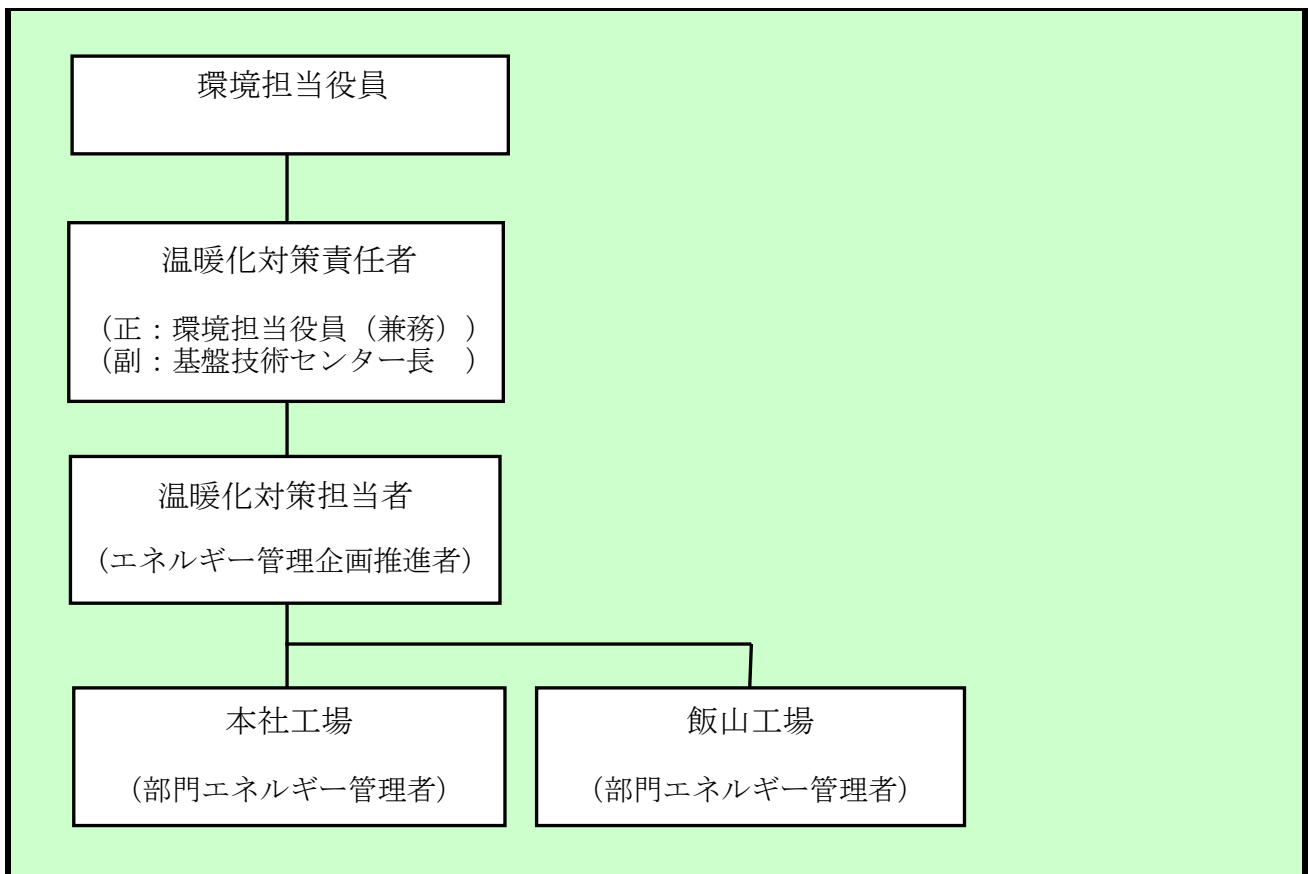 環境担当役員
温暖化対策責任者
（正：環境担当役員（兼務））
（副：基盤技術センター長　）
温暖化対策担当者
（エネルギー管理企画推進者）
本社工場
（部門エネルギー管理者）
飯山工場
（部門エネルギー管理者）